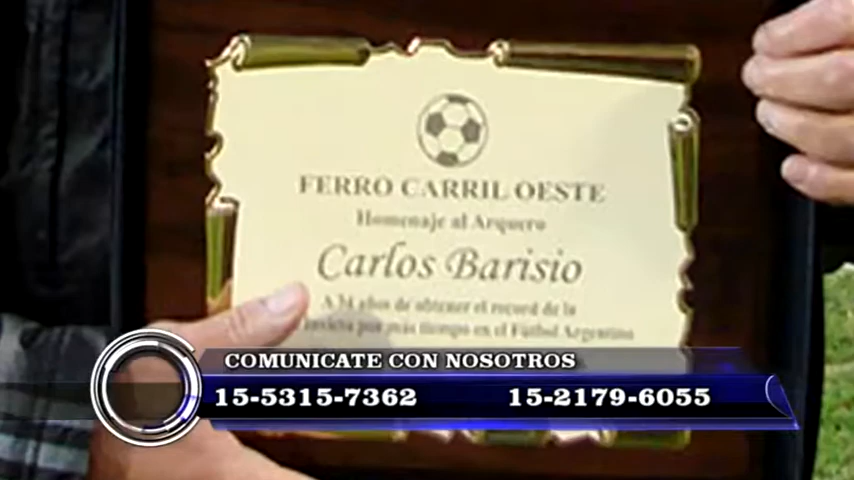 FERRO CARRIL OESTE
Homenaje al Arquero
Carlos Barisio
A 34 años de obtener el record de la
invicta por más tiempo en el Fútbol Argentino
COMUNICATE CON NOSOTROS
15-5315-7362 15-2179-6055